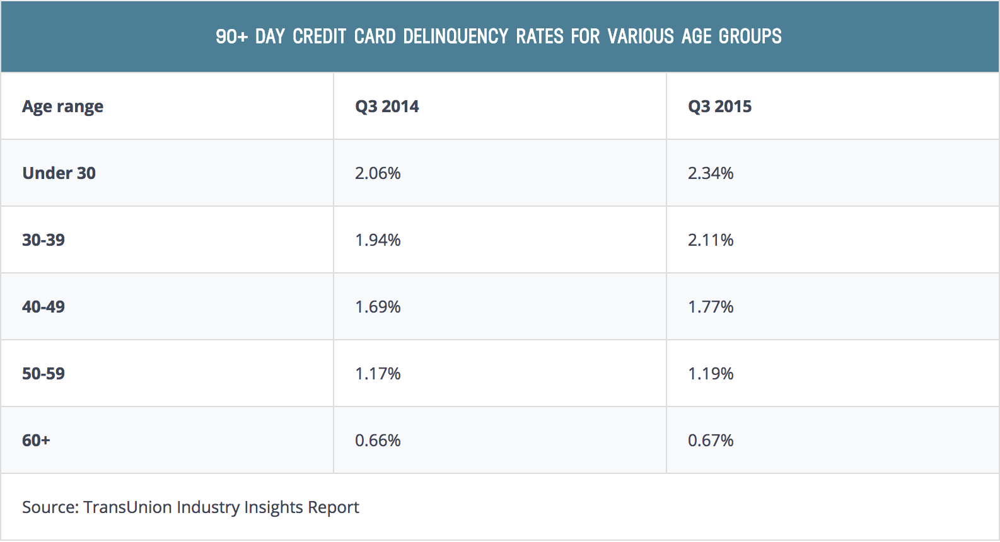 90+ DAY CREDIT CARD DELINQUENCY RATES FOR VARIOUS AGE GROUPS
Age range Q3 2014 Q3 2015
Under 30 2.06% 2.34%
30-39 1.94% 2.11%
40-49 1.69% 1.77%
50-59 1.17% 1.19%
60+ 0.66% 0.67%
Source: TransUnion Industry Insights Report